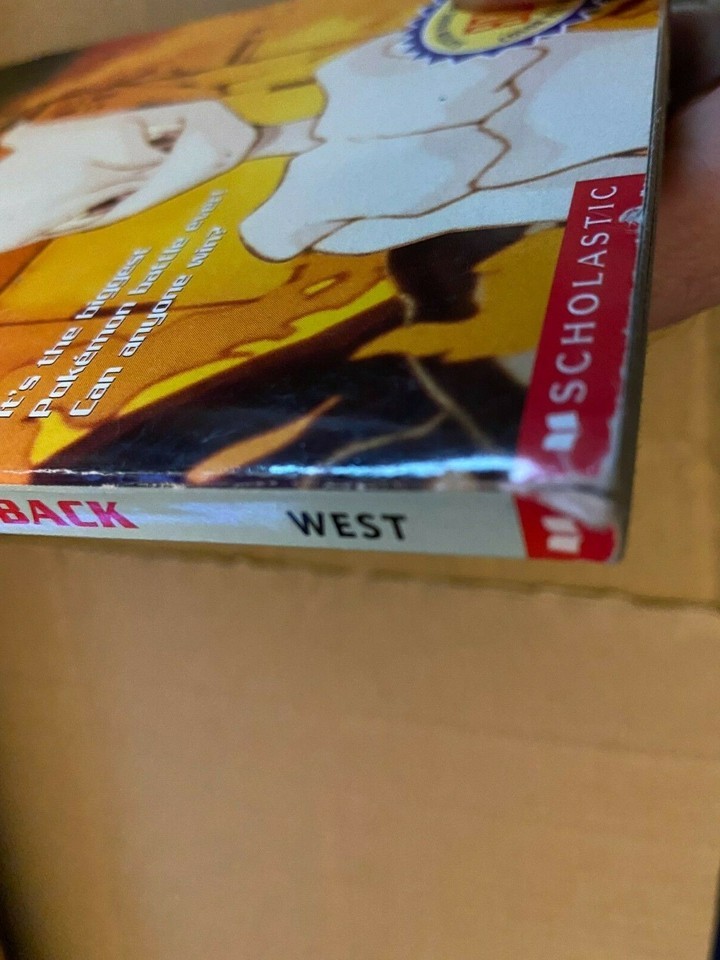 It's the biggest
Pokémon battle ever!
Can anyone win?
SCHOLASTIC
BACK
WEST